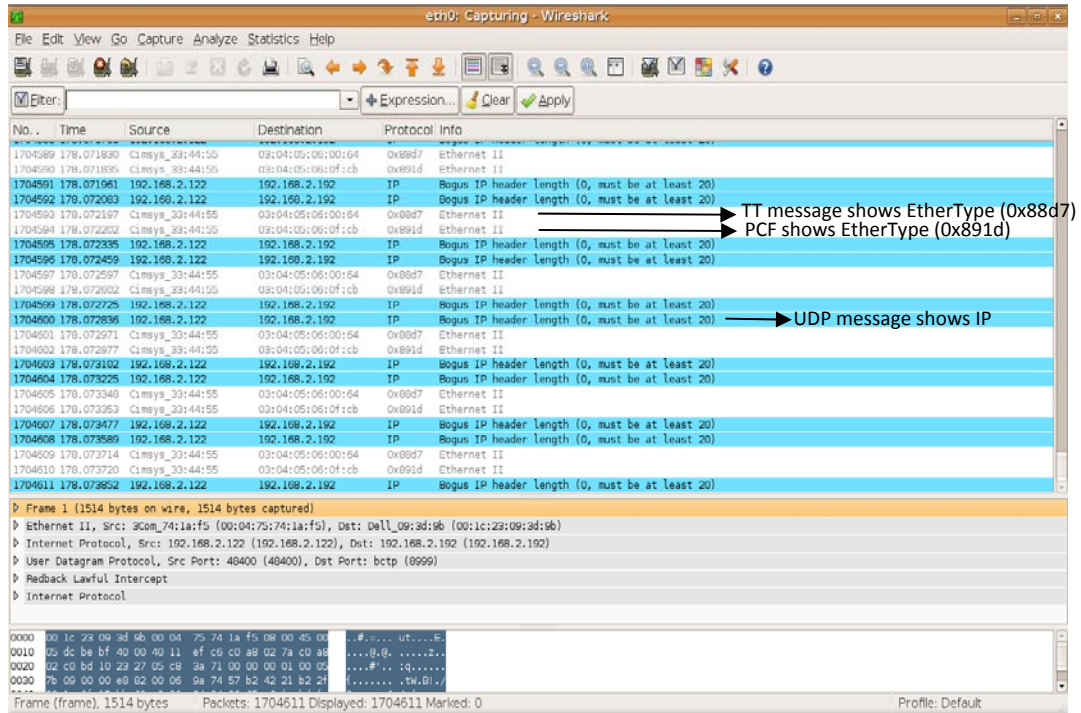 eth0: Capturing - Wireshark
File Edit View Go Capture Analyze Statistics Help
Filter: Expression... Clear Apply
No. . Time Source Destination Protocol Info
1704589 178.071830 Cimsys_33:44:55 03:04:05:06:00:64 0x88d7 Ethernet II
1704590 178.071835 Cimsys_33:44:55 03:04:05:06:0f:cb 0x891d Ethernet II
1704591 178.071961 192.168.2.122 192.168.2.192 IP Bogus IP header length (0, must be at least 20)
1704592 178.072083 192.168.2.122 192.168.2.192 IP Bogus IP header length (0, must be at least 20)
1704593 178.072197 Cimsys_33:44:55 03:04:05:06:00:64 0x88d7 Ethernet II TT message shows EtherType (0x88d7)
1704594 178.072202 Cimsys_33:44:55 03:04:05:06:0f:cb 0x891d Ethernet II PCF shows EtherType (0x891d)
1704595 178.072335 192.168.2.122 192.168.2.192 IP Bogus IP header length (0, must be at least 20)
1704596 178.072459 192.168.2.122 192.168.2.192 IP Bogus IP header length (0, must be at least 20)
1704597 178.072597 Cimsys_33:44:55 03:04:05:06:00:64 0x88d7 Ethernet II
1704598 178.072602 Cimsys_33:44:55 03:04:05:06:0f:cb 0x891d Ethernet II
1704599 178.072725 192.168.2.122 192.168.2.192 IP Bogus IP header length (0, must be at least 20)
1704600 178.072836 192.168.2.122 192.168.2.192 IP Bogus IP header length (0, must be at least 20) UDP message shows IP
1704601 178.072971 Cimsys_33:44:55 03:04:05:06:00:64 0x88d7 Ethernet II
1704602 178.072977 Cimsys_33:44:55 03:04:05:06:0f:cb 0x891d Ethernet II
1704603 178.073102 192.168.2.122 192.168.2.192 IP Bogus IP header length (0, must be at least 20)
1704604 178.073225 192.168.2.122 192.168.2.192 IP Bogus IP header length (0, must be at least 20)
1704605 178.073348 Cimsys_33:44:55 03:04:05:06:00:64 0x88d7 Ethernet II
1704606 178.073353 Cimsys_33:44:55 03:04:05:06:0f:cb 0x891d Ethernet II
1704607 178.073477 192.168.2.122 192.168.2.192 IP Bogus IP header length (0, must be at least 20)
1704608 178.073589 192.168.2.122 192.168.2.192 IP Bogus IP header length (0, must be at least 20)
1704609 178.073714 Cimsys_33:44:55 03:04:05:06:00:64 0x88d7 Ethernet II
1704610 178.073720 Cimsys_33:44:55 03:04:05:06:0f:cb 0x891d Ethernet II
1704611 178.073852 192.168.2.122 192.168.2.192 IP Bogus IP header length (0, must be at least 20)
Frame 1 (1514 bytes on wire, 1514 bytes captured)
Ethernet II, Src: 3Com_74:1a:f5 (00:04:75:74:1a:f5), Dst: Dell_09:3d:9b (00:1c:23:09:3d:9b)
Internet Protocol, Src: 192.168.2.122 (192.168.2.122), Dst: 192.168.2.192 (192.168.2.192)
User Datagram Protocol, Src Port: 48400 (48400), Dst Port: bctp (8999)
Redback Lawful Intercept
Internet Protocol
0000 00 1c 23 09 3d 9b 00 04 75 74 1a f5 08 00 45 00 ..#.=... ut....E.
0010 05 dc be bf 40 00 40 11 ef c6 c0 a8 02 7a c0 a8 ....@.@. .....z..
0020 02 c0 bd 10 23 27 05 c8 3a 71 00 00 00 01 00 05 ....#'.. :q......
0030 7b 09 00 00 e8 82 00 06 9a 74 57 b2 42 21 b2 2f {....... .tW.B!./
Frame (frame), 1514 bytes Packets: 1704611 Displayed: 1704611 Marked: 0 Profile: Default